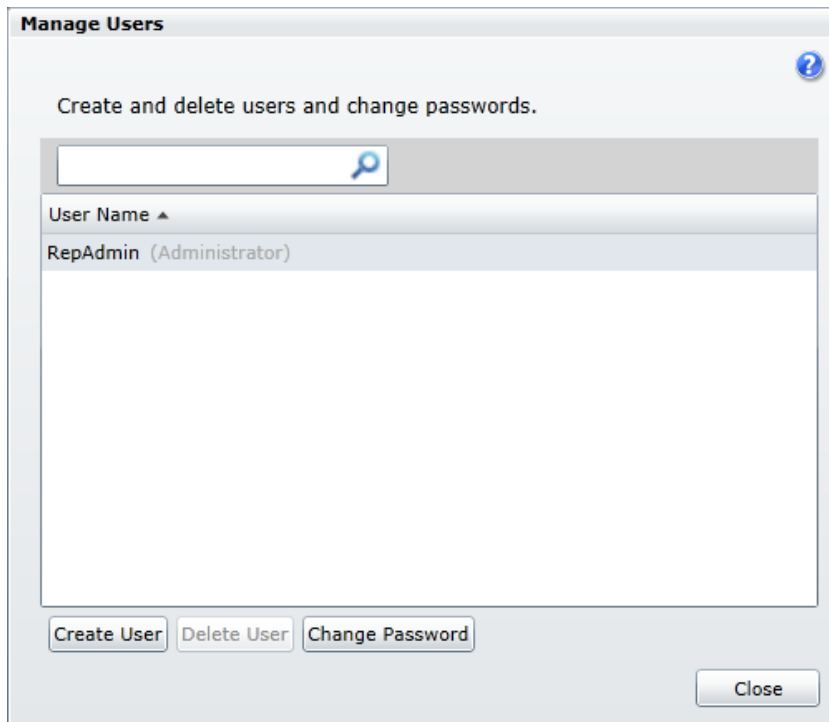 Manage Users
?
Create and delete users and change passwords.
User Name
RepAdmin (Administrator)
Create User Delete User Change Password
Close